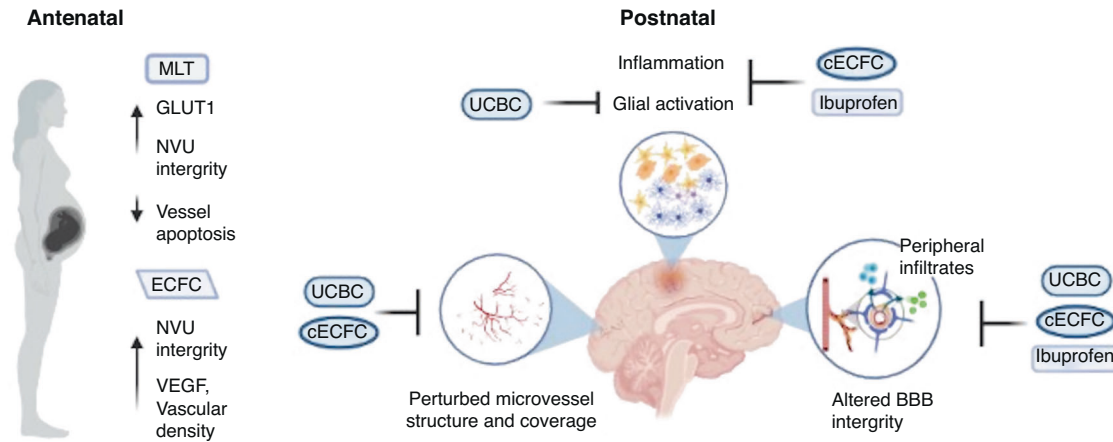 Antenatal
MLT
GLUT1
NVU
intergrity
Vessel
apoptosis
ECFC
NVU
intergrity
VEGF,
Vascular
density
Postnatal
Inflammation
Glial activation
UCBC
cECFC
Ibuprofen
UCBC
cECFC
Perturbed microvessel
structure and coverage
Peripheral
infiltrates
Altered BBB
intergrity
UCBC
cECFC
Ibuprofen